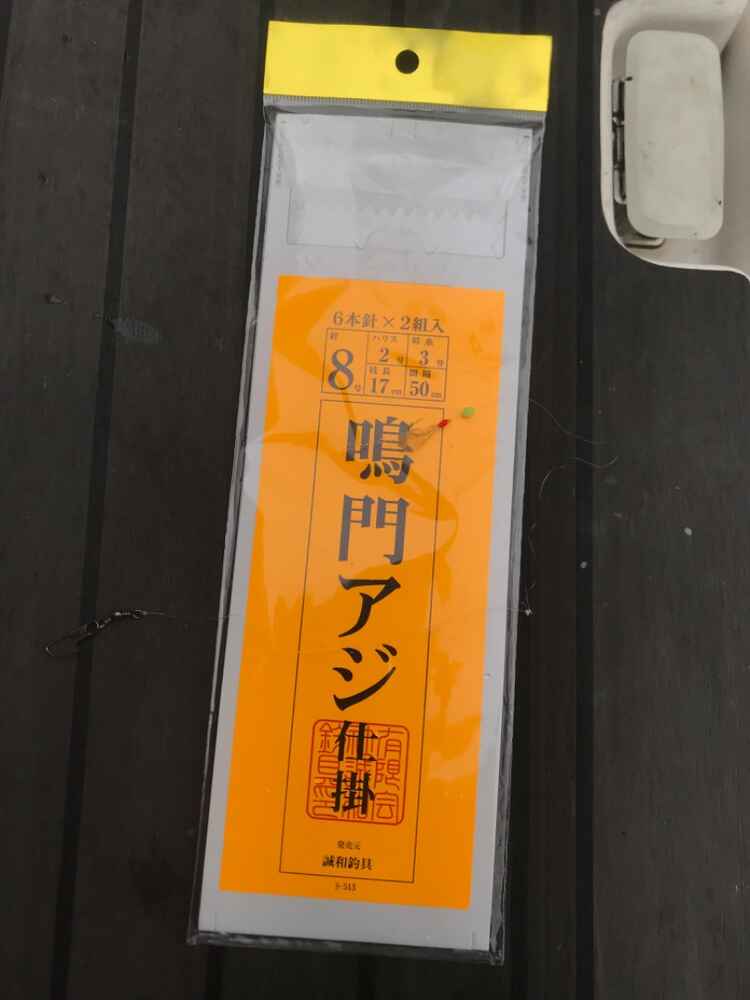 6本針×2組入
針 8号
ハリス 2号
幹糸 3号
枝長 17cm
間隔 50cm
鳴門アジ仕掛
発売元
誠和釣具
S-513